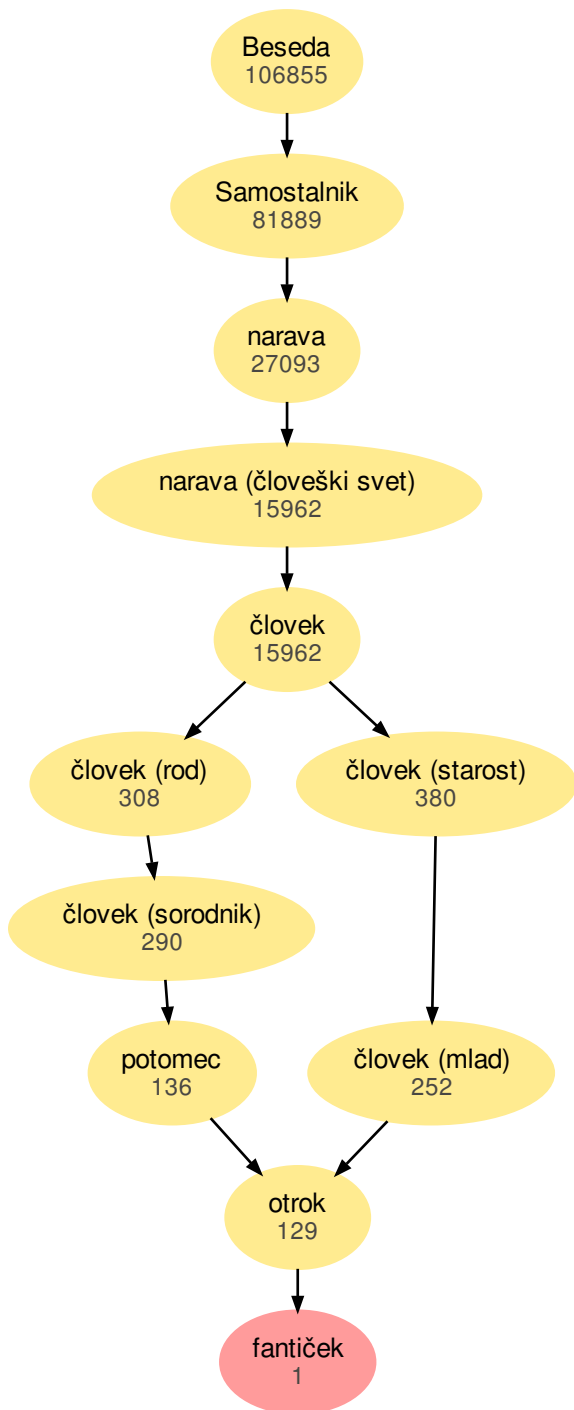 Beseda
106855
Samostalnik
81889
narava
27093
narava (človeški svet)
15962
človek
15962
človek (rod)
308
človek (starost)
380
človek (sorodnik)
290
potomec
136
človek (mlad)
252
otrok
129
fantiček
1